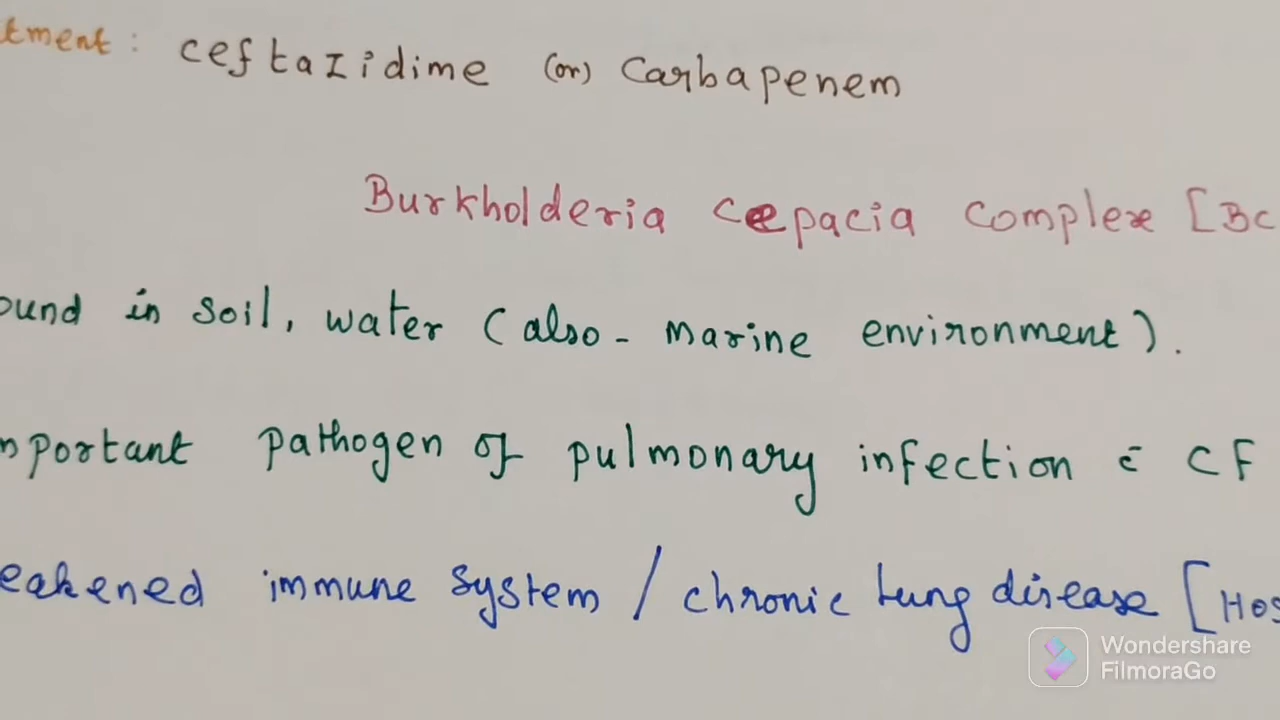 tment: ceftazidime (or) Carbapenem
Burkholderia cepacia complex [BC
ound in soil, water (also - marine environment).
mportant pathogen of pulmonary infection c̄ CF
eakened immune system / chronic lung disease [HOS
Wondershare
FilmoraGo